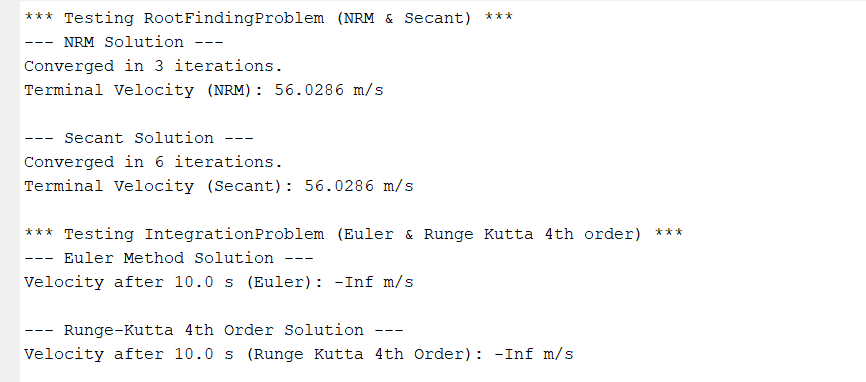 *** Testing RootFindingProblem (NRM & Secant) ***
--- NRM Solution ---
Converged in 3 iterations.
Terminal Velocity (NRM): 56.0286 m/s
--- Secant Solution ---
Converged in 6 iterations.
Terminal Velocity (Secant): 56.0286 m/s
*** Testing IntegrationProblem (Euler & Runge Kutta 4th order) ***
--- Euler Method Solution ---
Velocity after 10.0 s (Euler): -Inf m/s
--- Runge-Kutta 4th Order Solution ---
Velocity after 10.0 s (Runge Kutta 4th Order): -Inf m/s